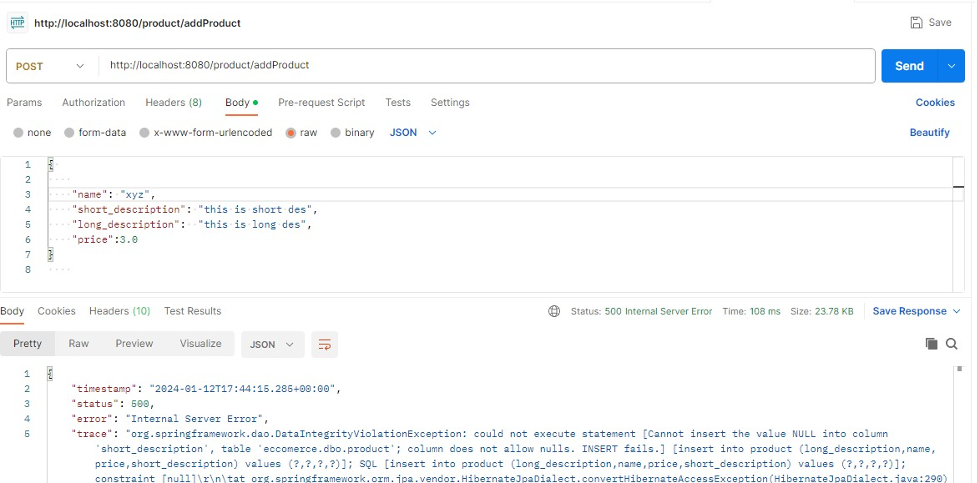 HTTP http://localhost:8080/product/addProduct Save
POST http://localhost:8080/product/addProduct Send
Params Authorization Headers (8) Body Pre-request Script Tests Settings Cookies
none form-data x-www-form-urlencoded raw binary JSON Beautify
1 {
2
3 "name": "xyz",
4 "short_description": "this is short des",
5 "long_description": "this is long des",
6 "price":3.0
7 }
8
Body Cookies Headers (10) Test Results Status: 500 Internal Server Error Time: 108 ms Size: 23.78 KB Save Response
Pretty Raw Preview Visualize JSON
1 {
2 "timestamp": "2024-01-12T17:44:15.285+00:00",
3 "status": 500,
4 "error": "Internal Server Error",
5 "trace": "org.springframework.dao.DataIntegrityViolationException: could not execute statement [Cannot insert the value NULL into column
'short_description', table 'eccomerce.dbo.product'; column does not allow nulls. INSERT fails.] [insert into product (long_description,name,
price,short_description) values (?,?,?,?)]; SQL [insert into product (long_description,name,price,short_description) values (?,?,?,?)];
constraint [null]\r\n\tat org.springframework.orm.jpa.vendor.HibernateJpaDialect.convertHibernateAccessException(HibernateJpaDialect.java:290)